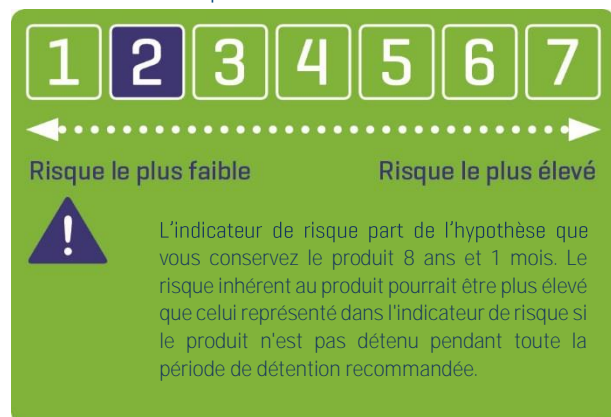 1 2 3 4 5 6 7
Risque le plus faible Risque le plus élevé
!
L'indicateur de risque part de l'hypothèse que
vous conservez le produit 8 ans et 1 mois. Le
risque inhérent au produit pourrait être plus élevé
que celui représenté dans l'indicateur de risque si
le produit n'est pas détenu pendant toute la
période de détention recommandée.